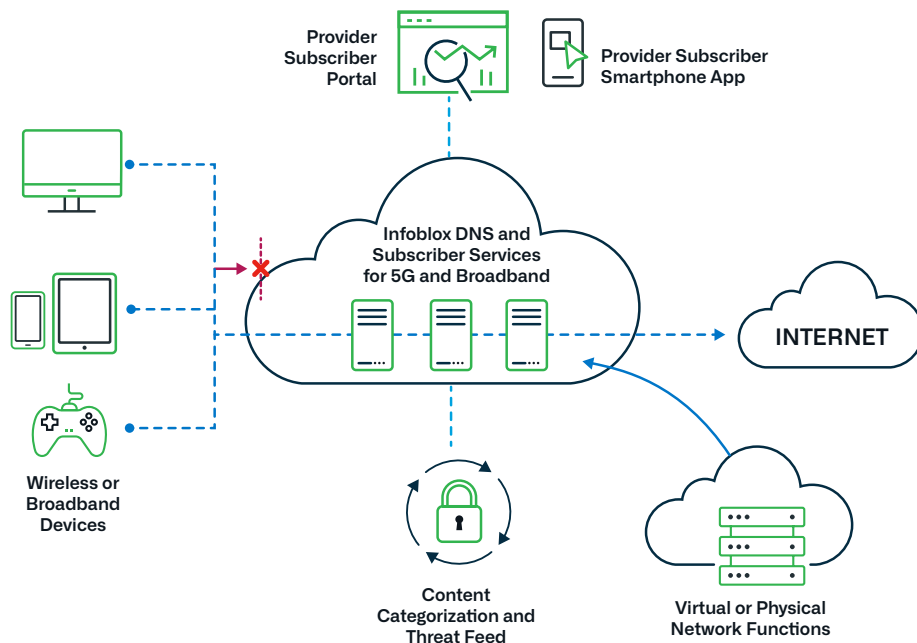 Provider
Subscriber
Portal
Provider Subscriber
Smartphone App
Infoblox DNS and
Subscriber Services
for 5G and Broadband
INTERNET
Wireless or
Broadband
Devices
Content
Categorization and
Threat Feed
Virtual or Physical
Network Functions